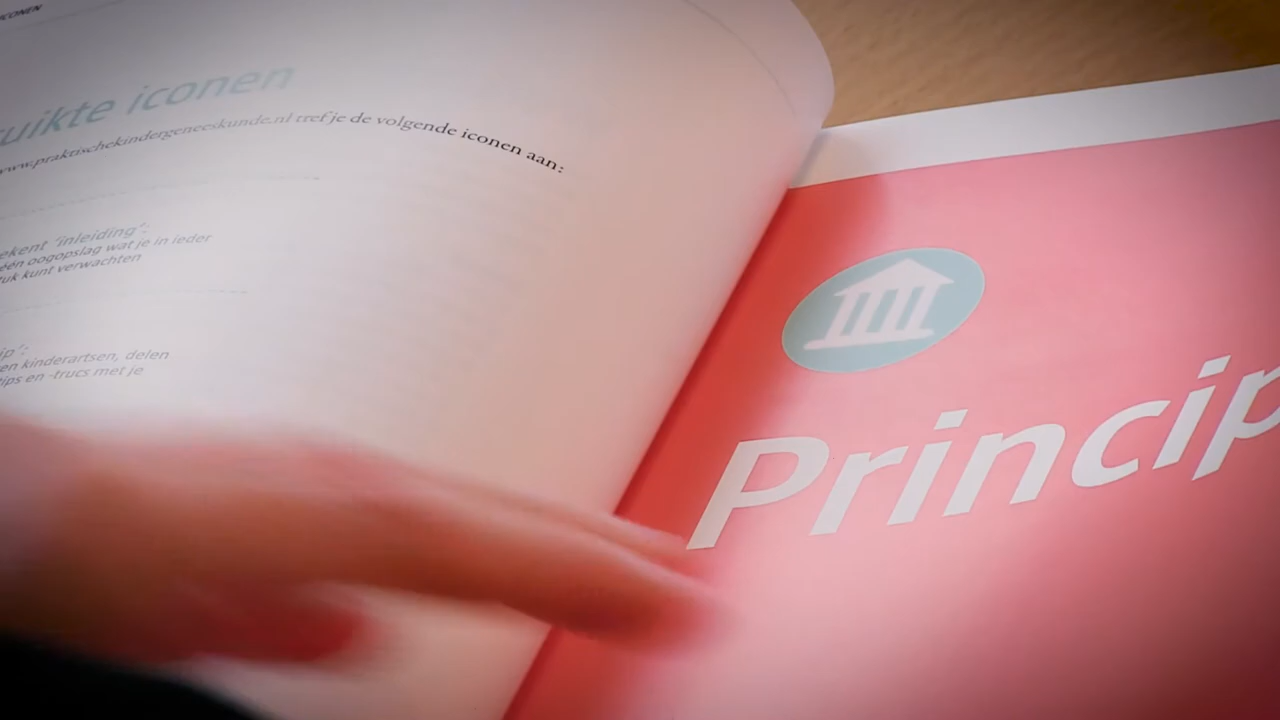 ICONEN
uikte iconen
www.praktischekindergeneeskunde.nl tref je de volgende iconen aan:
ekent 'inleiding':
één oogopslag wat je in ieder
tuk kunt verwachten
ip':
en kinderartsen, delen
tips en -trucs met je
Princip